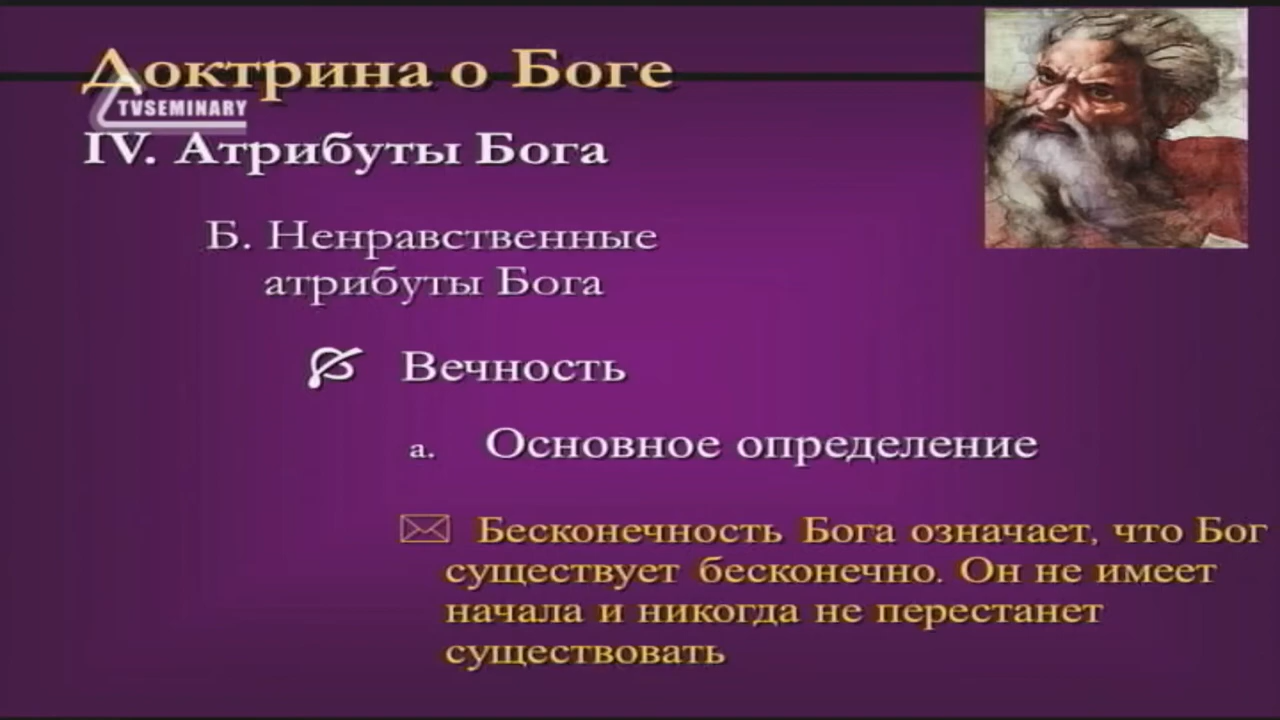 Доктрина о Боге
TVSEMINARY
IV. Атрибуты Бога
Б. Ненравственные
атрибуты Бога
Вечность
а. Основное определение
Бесконечность Бога означает, что Бог
существует бесконечно. Он не имеет
начала и никогда не перестанет
существовать